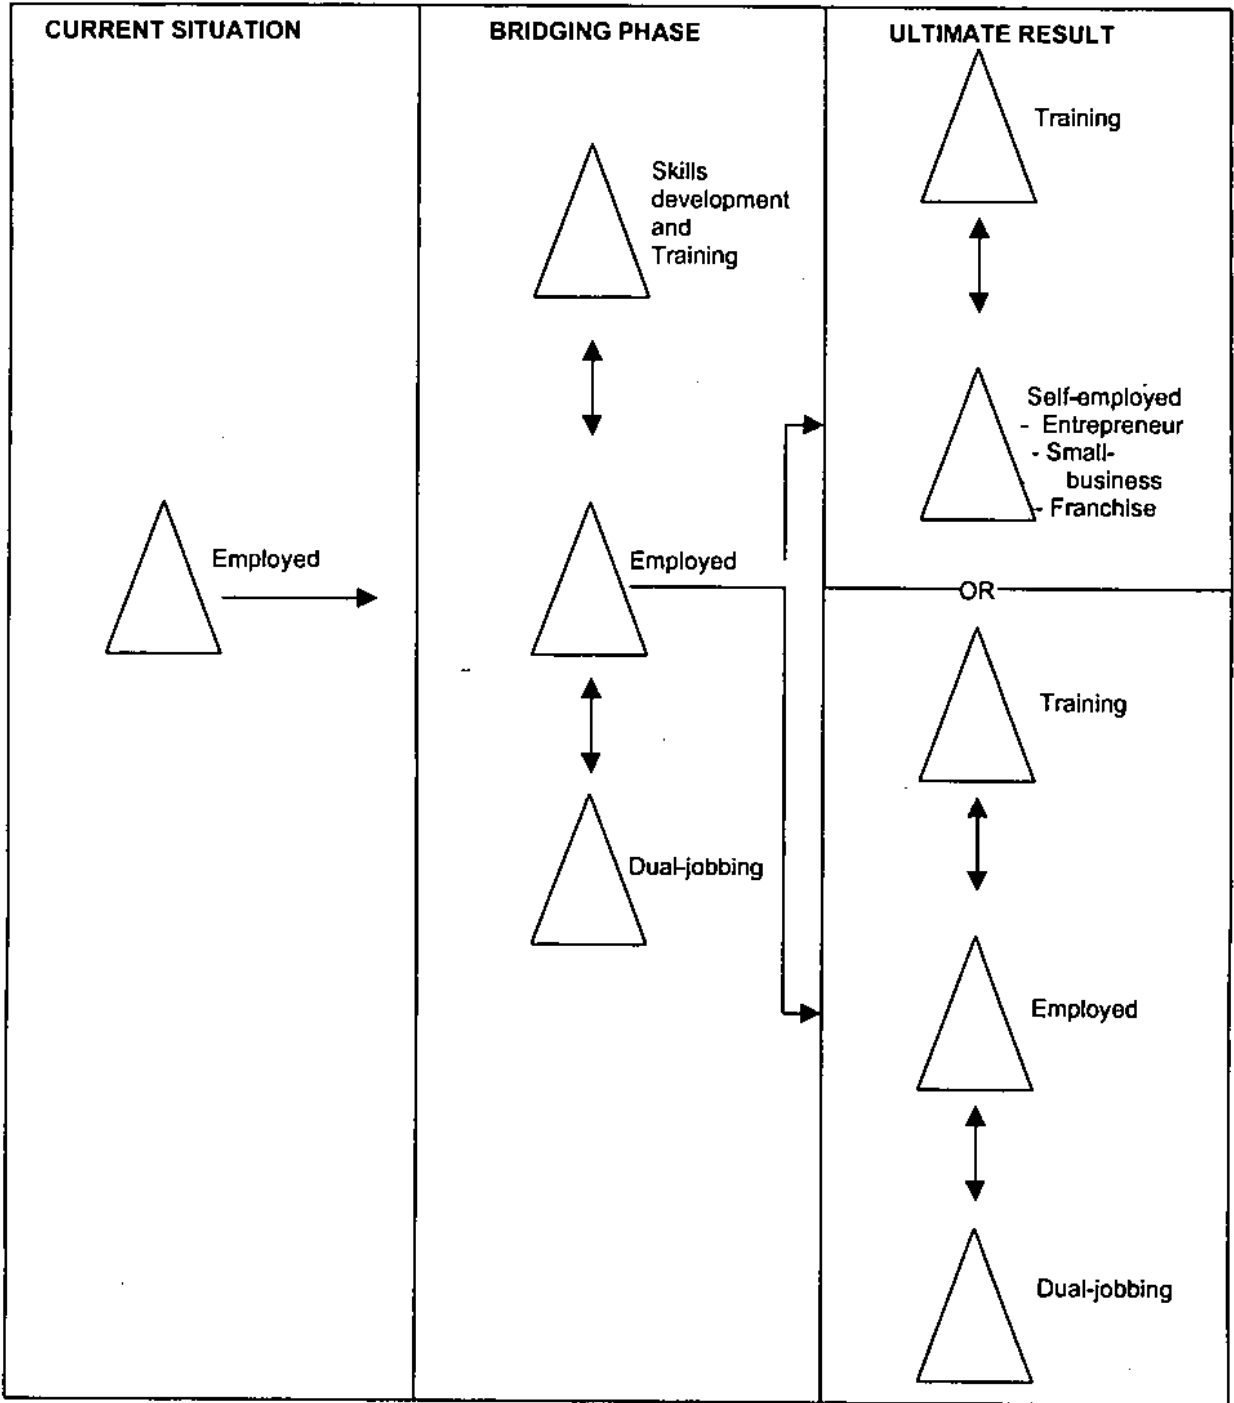 CURRENT SITUATION
Employed
BRIDGING PHASE
Skills
development
and
Training
Employed
Dual-jobbing
ULTIMATE RESULT
Training
Self-employed
- Entrepreneur
- Small-
business
- Franchise
OR
Training
Employed
Dual-jobbing